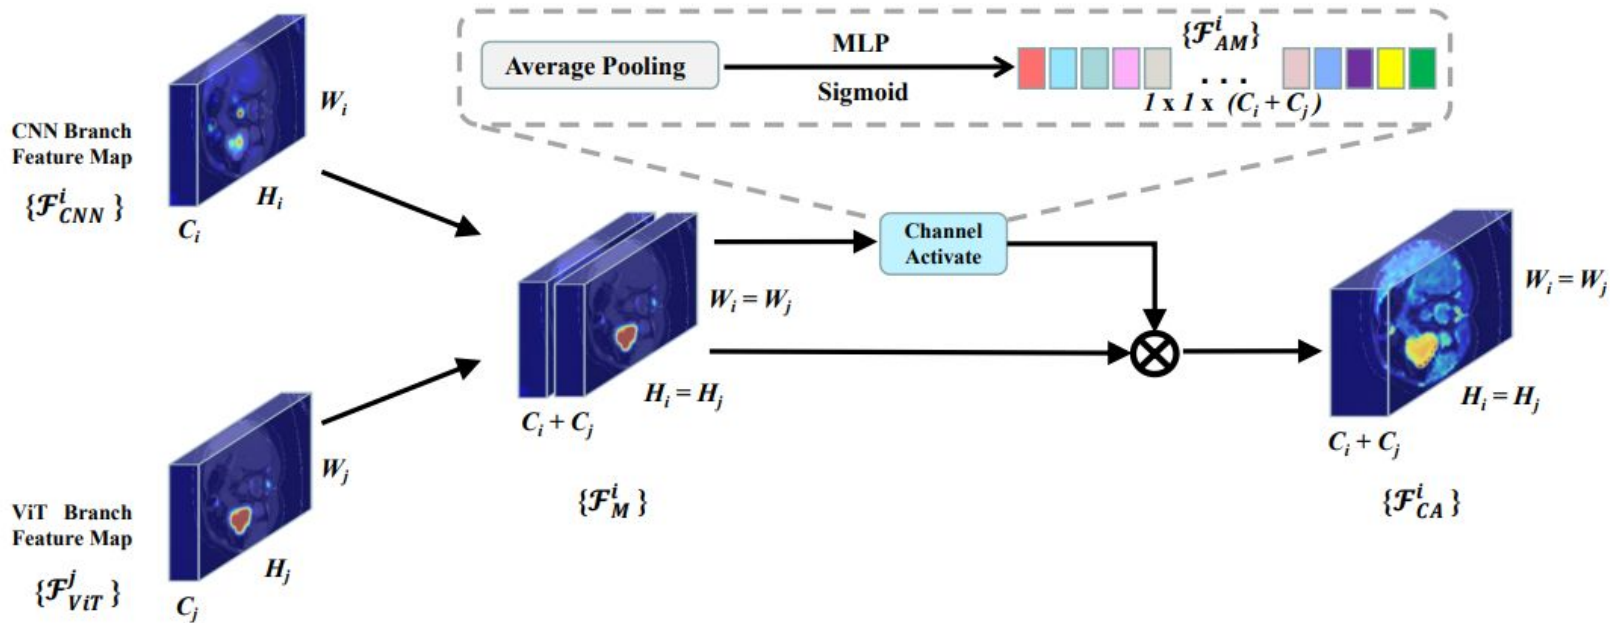 CNN Branch
Feature Map
{ℱ^i_CNN}
W_i
H_i
C_i
Average Pooling
MLP
Sigmoid
{ℱ^i_AM}
. . .
1 x 1 x (C_i + C_j)
Channel
Activate
W_i = W_j
H_i = H_j
C_i + C_j
{ℱ^i_M}
ViT Branch
Feature Map
{ℱ^j_ViT}
W_j
H_j
C_j
W_i = W_j
H_i = H_j
C_i + C_j
{ℱ^i_CA}